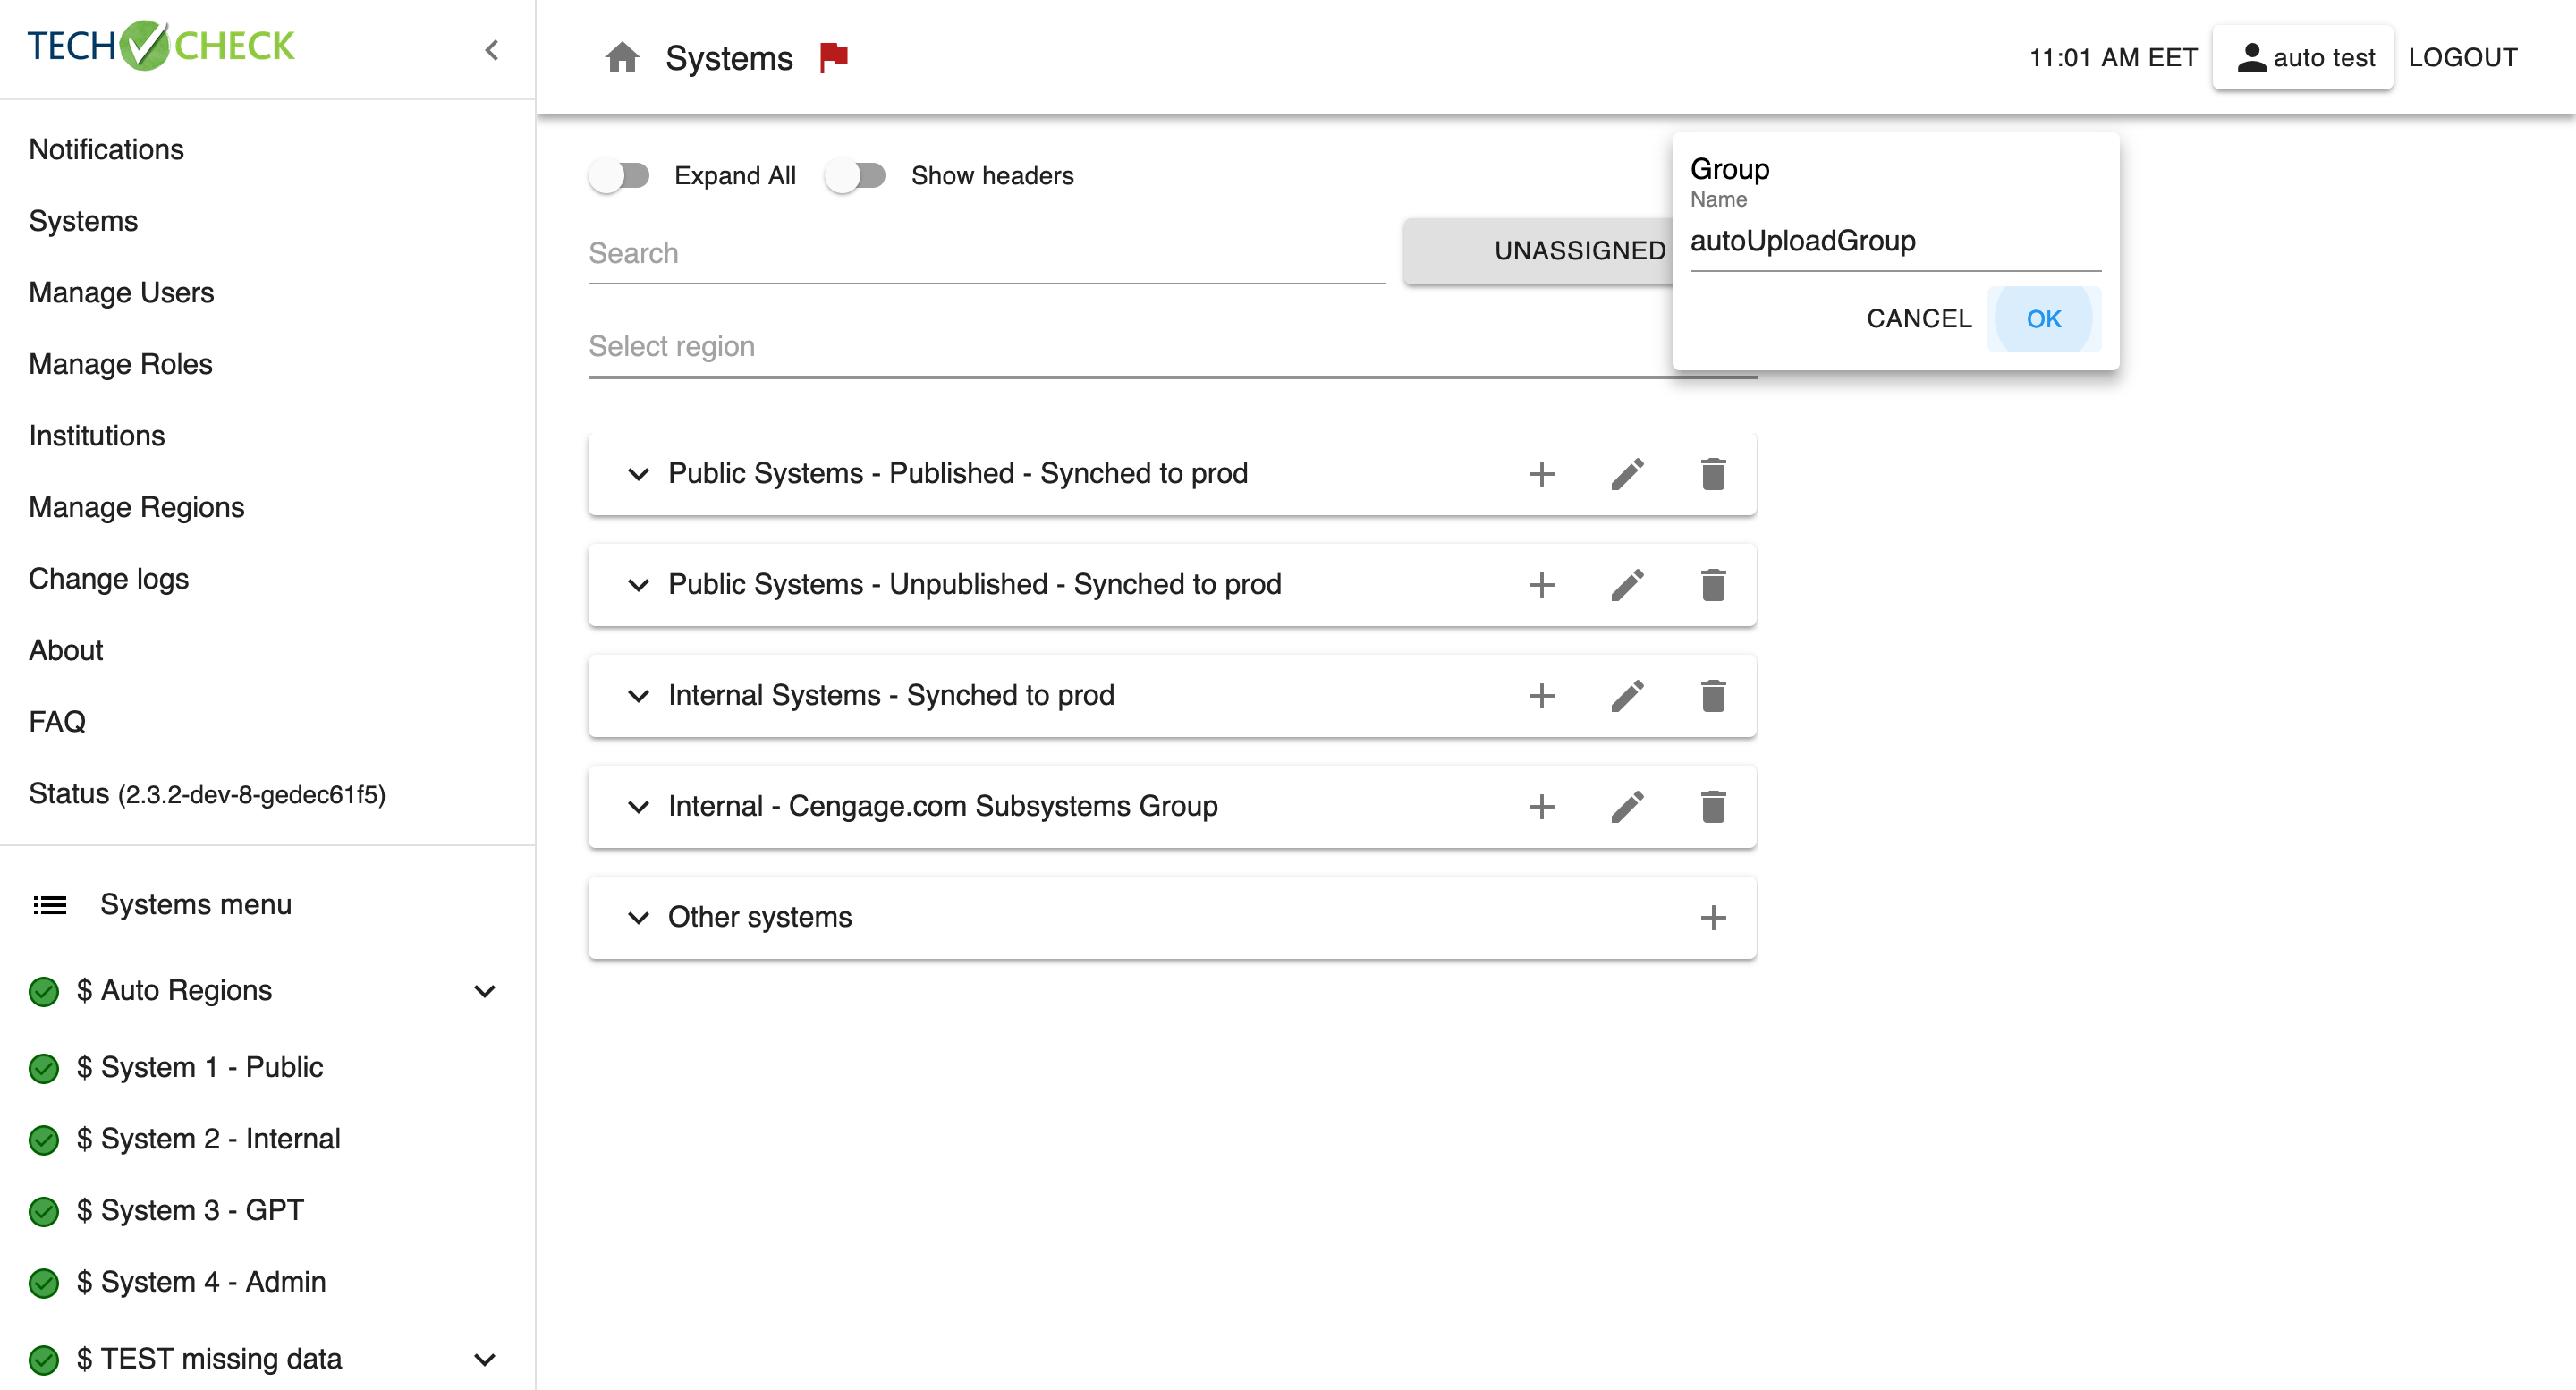 TECH CHECK
Notifications
Systems
Manage Users
Manage Roles
Institutions
Manage Regions
Change logs
About
FAQ
Status (2.3.2-dev-8-gedec61f5)
Systems menu
$ Auto Regions
$ System 1 - Public
$ System 2 - Internal
$ System 3 - GPT
$ System 4 - Admin
$ TEST missing data
Systems
11:01 AM EET
auto test
LOGOUT
Expand All
Show headers
Search
UNASSIGNED
Select region
Group
Name
autoUploadGroup
CANCEL
OK
Public Systems - Published - Synched to prod
Public Systems - Unpublished - Synched to prod
Internal Systems - Synched to prod
Internal - Cengage.com Subsystems Group
Other systems